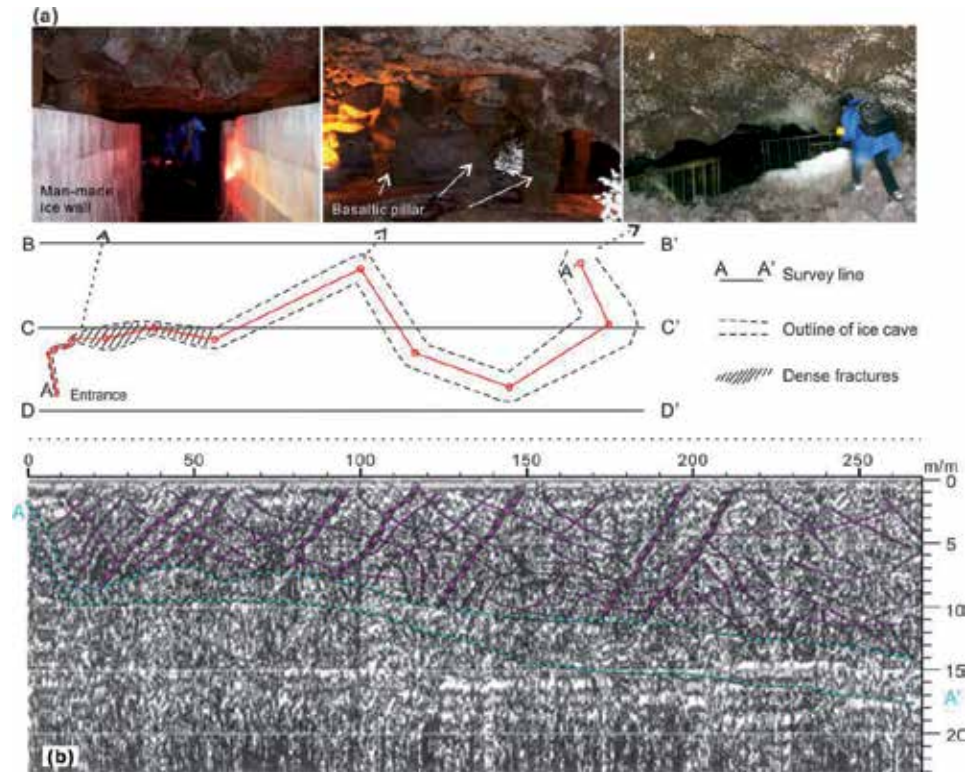 (a)
Man-made
ice wall
Basaltic pillar
B B'
A A' Survey line
A'
C C'
Outline of ice cave
A Entrance
Dense fractures
D D'
0 50 100 150 200 250 m/m
0
A
5
10
15
A'
20
(b)